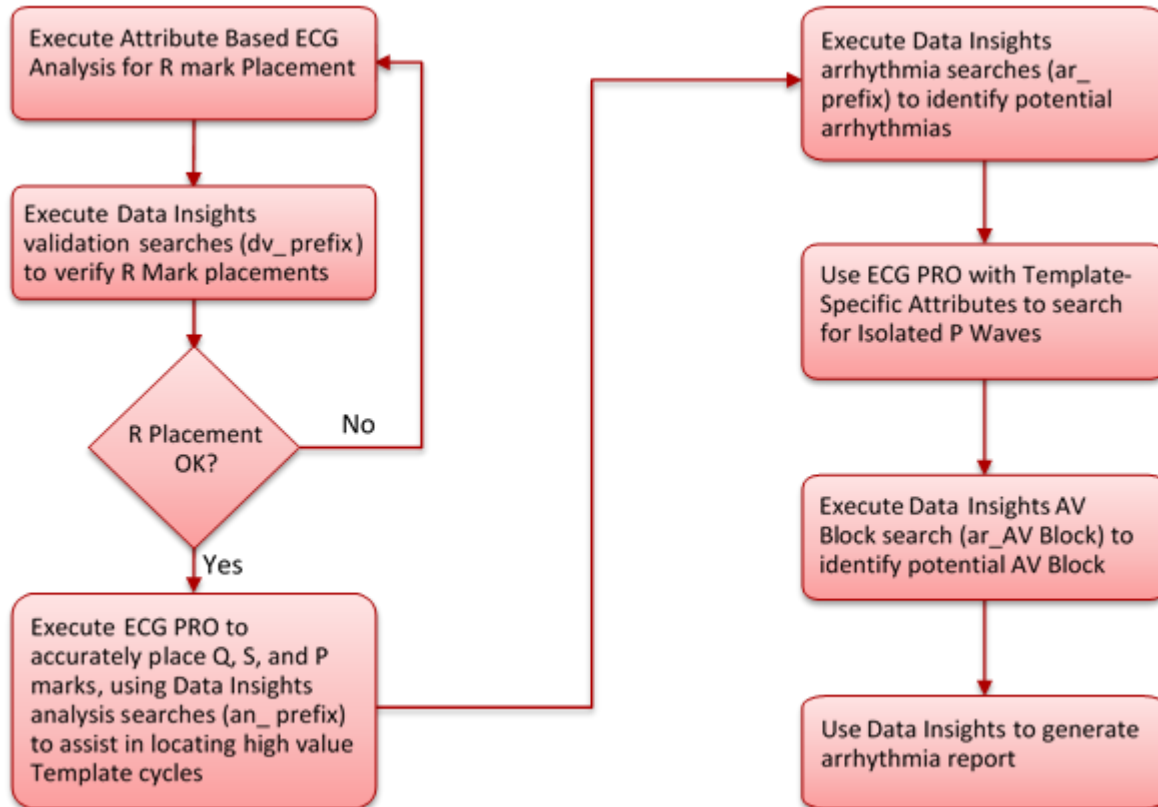 Execute Attribute Based ECG
Analysis for R mark Placement
Execute Data Insights
validation searches (dv_ prefix)
to verify R Mark placements
R Placement
OK?
No
Yes
Execute ECG PRO to
accurately place Q, S, and P
marks, using Data Insights
analysis searches (an_ prefix)
to assist in locating high value
Template cycles
Execute Data Insights
arrhythmia searches (ar_
prefix) to identify potential
arrhythmias
Use ECG PRO with Template-
Specific Attributes to search
for Isolated P Waves
Execute Data Insights AV
Block search (ar_AV Block) to
identify potential AV Block
Use Data Insights to generate
arrhythmia report